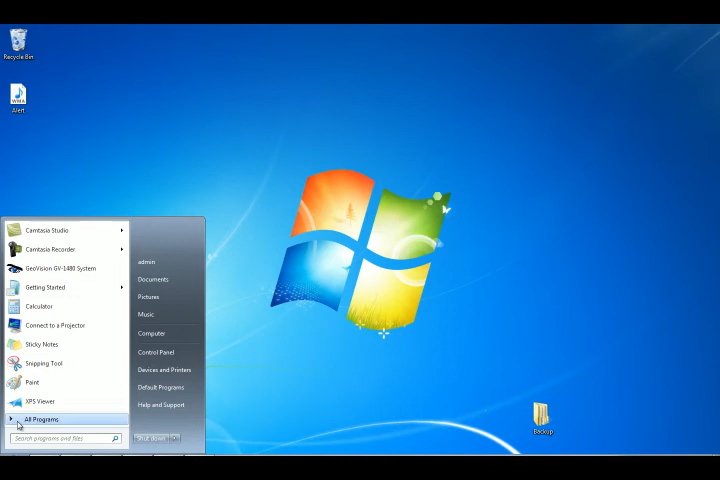 Recycle Bin
WMA
Alert
Camtasia Studio
Camtasia Recorder
GeoVision GV-1480 System
Getting Started
Calculator
Connect to a Projector
Sticky Notes
Snipping Tool
Paint
XPS Viewer
All Programs
Search programs and files
admin
Documents
Pictures
Music
Computer
Control Panel
Devices and Printers
Default Programs
Help and Support
Shut down
Backup